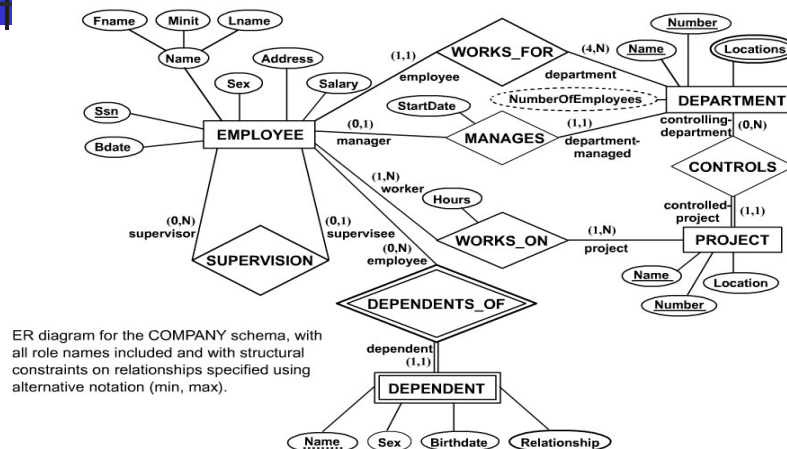 Fname
Minit
Lname
Name
Address
Sex
Salary
Ssn
Bdate
EMPLOYEE
(1,1)
employee
WORKS_FOR
(4,N)
department
Number
Name
Locations
NumberOfEmployees
DEPARTMENT
StartDate
(0,1)
manager
MANAGES
(1,1)
department-
managed
controlling-
department
(0,N)
CONTROLS
controlled-
project
(1,1)
(1,N)
worker
Hours
WORKS_ON
(1,N)
project
PROJECT
Name
Number
Location
(0,N)
supervisor
(0,1)
supervisee
SUPERVISION
(0,N)
employee
DEPENDENTS_OF
dependent
(1,1)
DEPENDENT
Name
Sex
Birthdate
Relationship
ER diagram for the COMPANY schema, with
all role names included and with structural
constraints on relationships specified using
alternative notation (min, max).